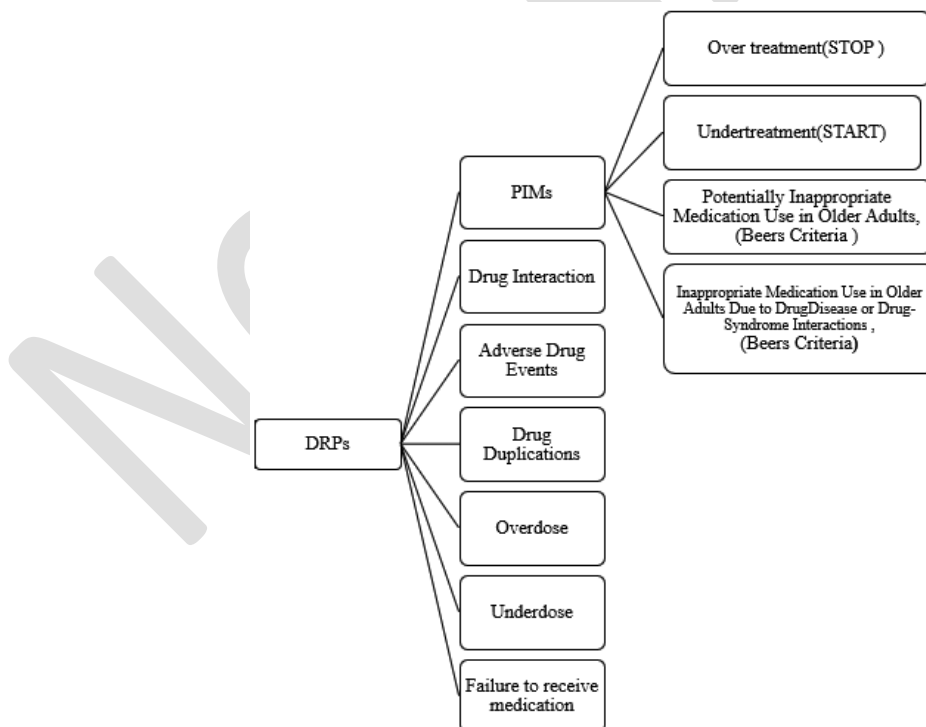 Over treatment(STOP )
Undertreatment(START)
PIMs
Potentially Inappropriate
Medication Use in Older Adults,
(Beers Criteria )
Drug Interaction
Inappropriate Medication Use in Older
Adults Due to DrugDisease or Drug-
Syndrome Interactions ,
(Beers Criteria)
Adverse Drug
Events
DRPs
Drug
Duplications
Overdose
Underdose
Failure to receive
medication